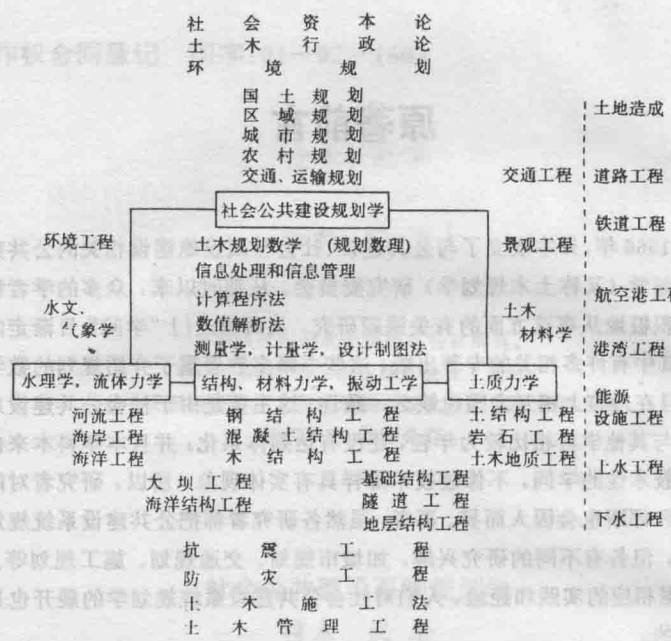 社会资本论
土木行政论
环境规划
国土规划
区域规划
城市规划
农村规划
交通、运输规划
社会公共建设规划学
土木规划数学 (规划数理)
信息处理和信息管理
计算程序法
数值解析法
测量学，计量学，设计制图法
环境工程
水文、
气象学
交通工程
景观工程
土木
材料学
土地造成
道路工程
铁道工程
航空港工程
港湾工程
能源
设施工程
上水工程
下水工程
水理学，流体力学
结构、材料力学，振动工学
土质力学
河流工程
海岸工程
海洋工程
钢结构工程
混凝土结构工程
木结构工程
土结构工程
岩石工程
土木地质工程
大坝工程
海洋结构工程
基础结构工程
隧道工程
地层结构工程
抗震工程
防灾工程
土木施工法
土木管理工程